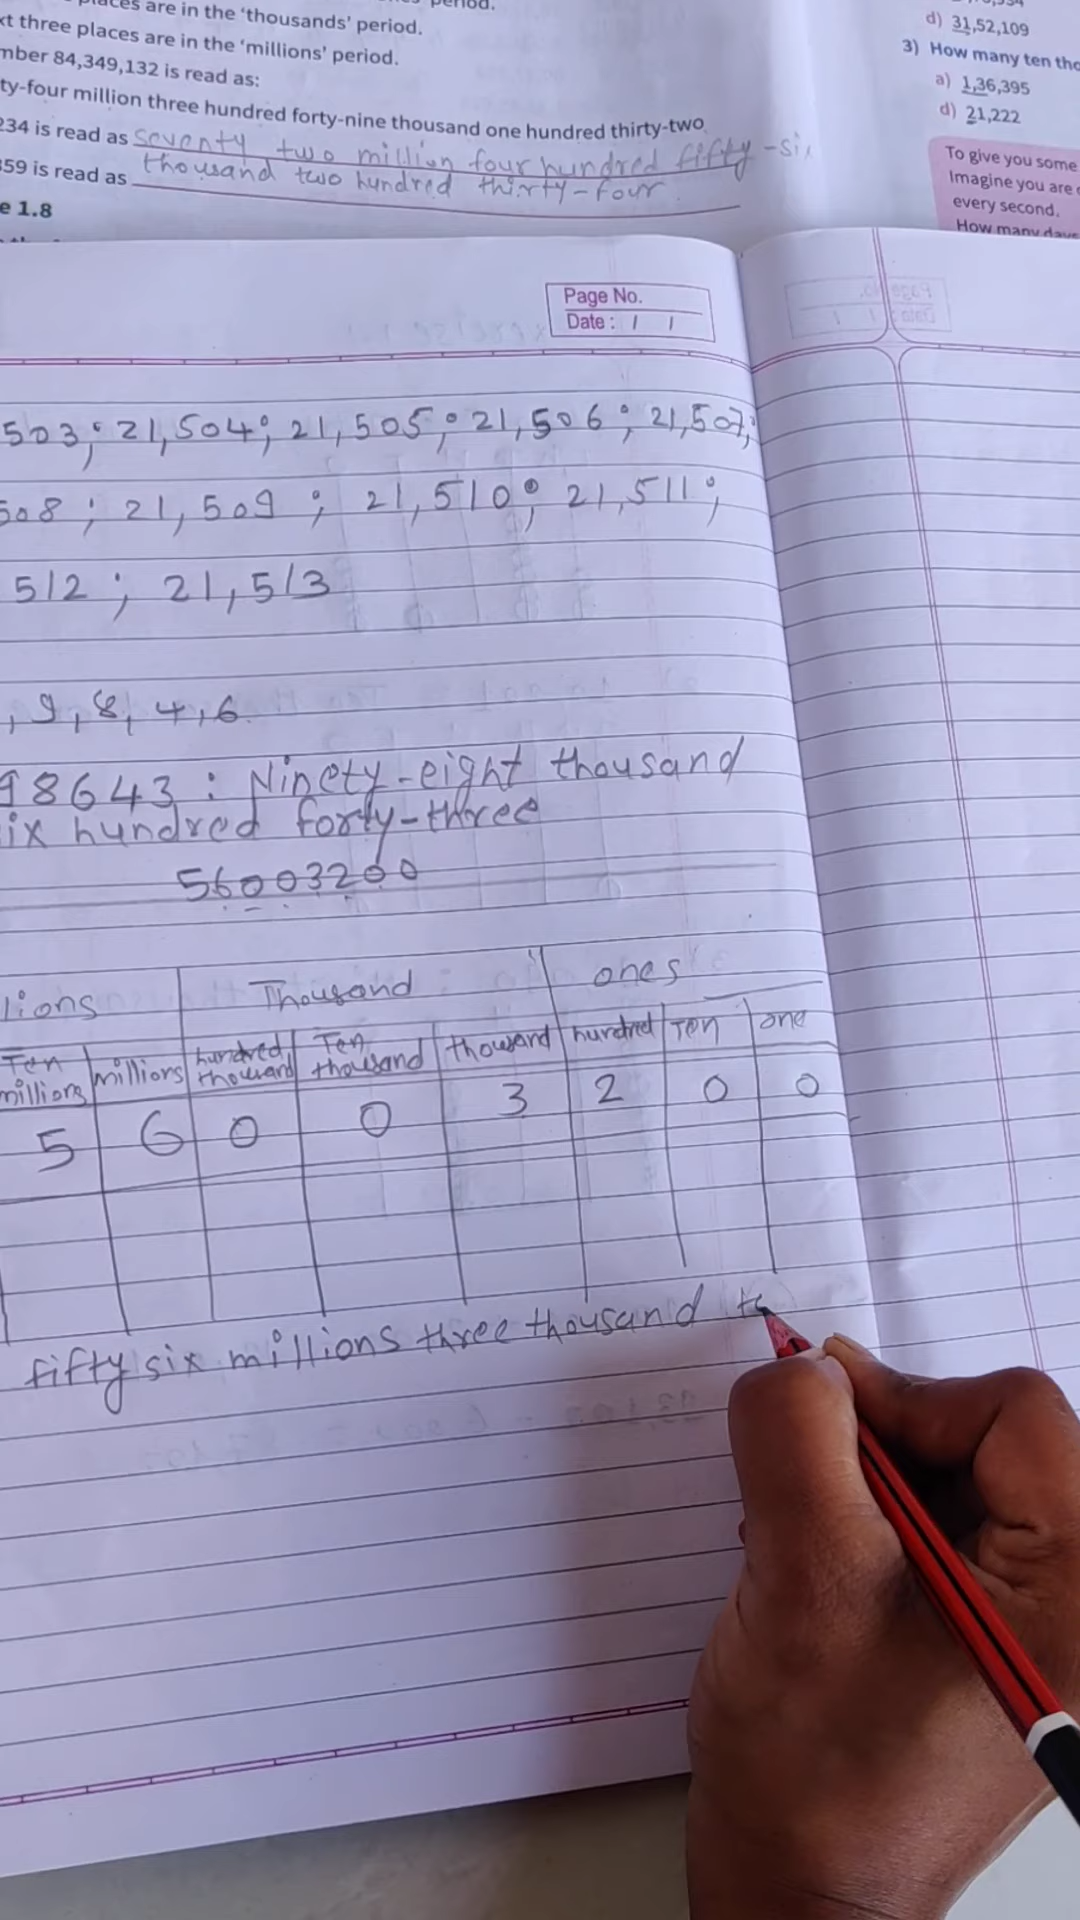 places are in the 'thousands' period.
xt three places are in the 'millions' period.
mber 84,349,132 is read as:
ty-four million three hundred forty-nine thousand one hundred thirty-two
234 is read as seventy two million four hundred fifty-six
thousand two hundred thirty-four
359 is read as
e 1.8
d) 31,52,109
3) How many ten tho
a) 1,36,395
d) 21,222
To give you some
Imagine you are
every second.
How many days
Page No.
Date : / /
503; 21,504; 21,505; 21,506; 21,507;
508; 21,509; 21,510; 21,511;
512; 21,513
, 9, 8, 4, 6
98643 : Ninety-eight thousand
six hundred forty-three
56003200
lions Thousand ones
Ten millions millions hundred thousand Ten thousand thousand hundred Ten one
5 6 0 0 3 2 0 0
fifty six millions three thousand